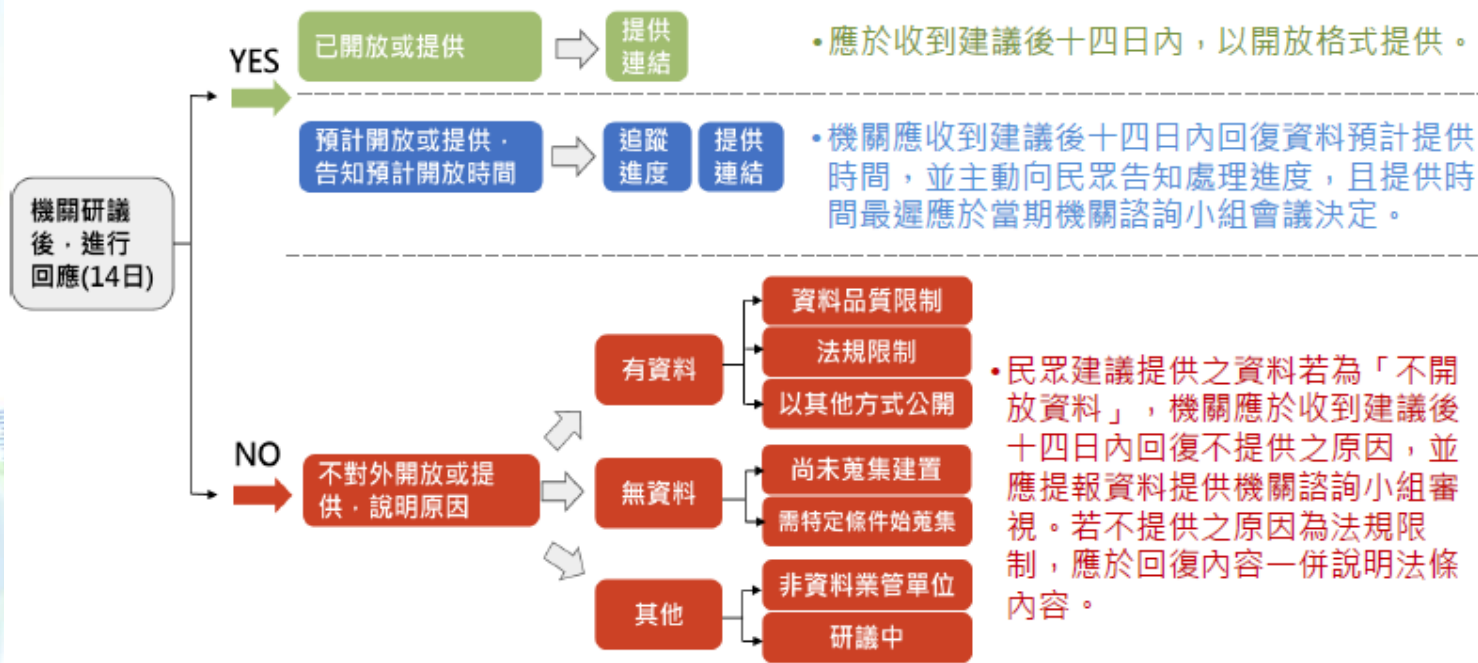 機關研議
後，進行
回應(14日)
YES
已開放或提供
提供
連結
•應於收到建議後十四日內，以開放格式提供。
預計開放或提供，
告知預計開放時間
追蹤
進度
提供
連結
•機關應收到建議後十四日內回復資料預計提供
時間，並主動向民眾告知處理進度，且提供時
間最遲應於當期機關諮詢小組會議決定。
NO
不對外開放或提
供，說明原因
有資料
資料品質限制
法規限制
以其他方式公開
無資料
尚未蒐集建置
需特定條件始蒐集
其他
非資料業管單位
研議中
•民眾建議提供之資料若為「不開
放資料」，機關應於收到建議後
十四日內回復不提供之原因，並
應提報資料提供機關諮詢小組審
視。若不提供之原因為法規限
制，應於回復內容一併說明法條
內容。